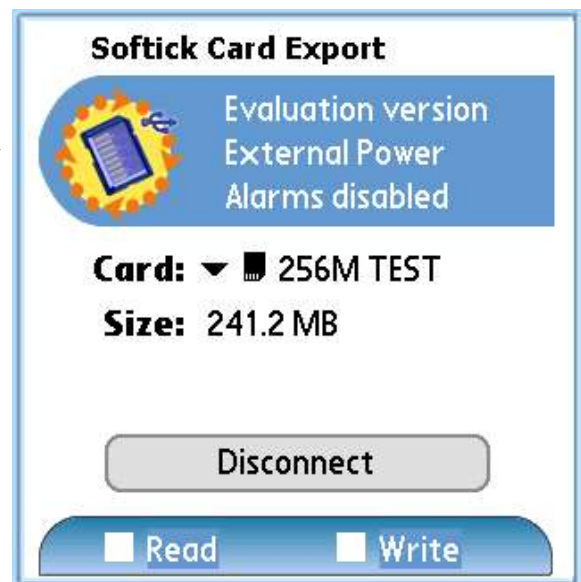 Softick Card Export
Evaluation version
External Power
Alarms disabled
Card: 256M TEST
Size: 241.2 MB
Disconnect
Read Write